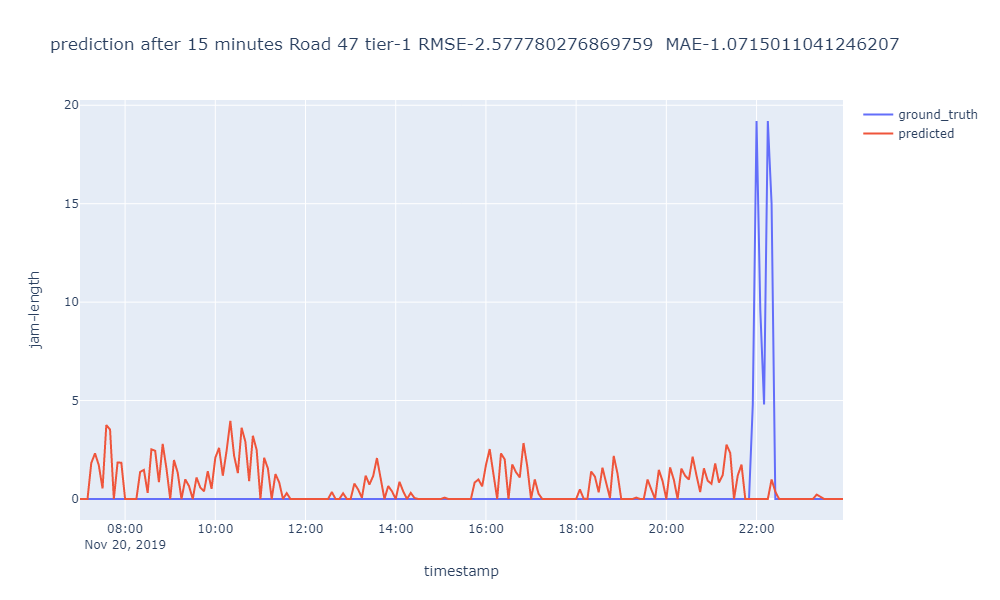 prediction after 15 minutes Road 47 tier-1 RMSE-2.577780276869759  MAE-1.0715011041246207
ground_truth
predicted
20
15
10
5
0
jam-length
08:00 10:00 12:00 14:00 16:00 18:00 20:00 22:00
Nov 20, 2019
timestamp